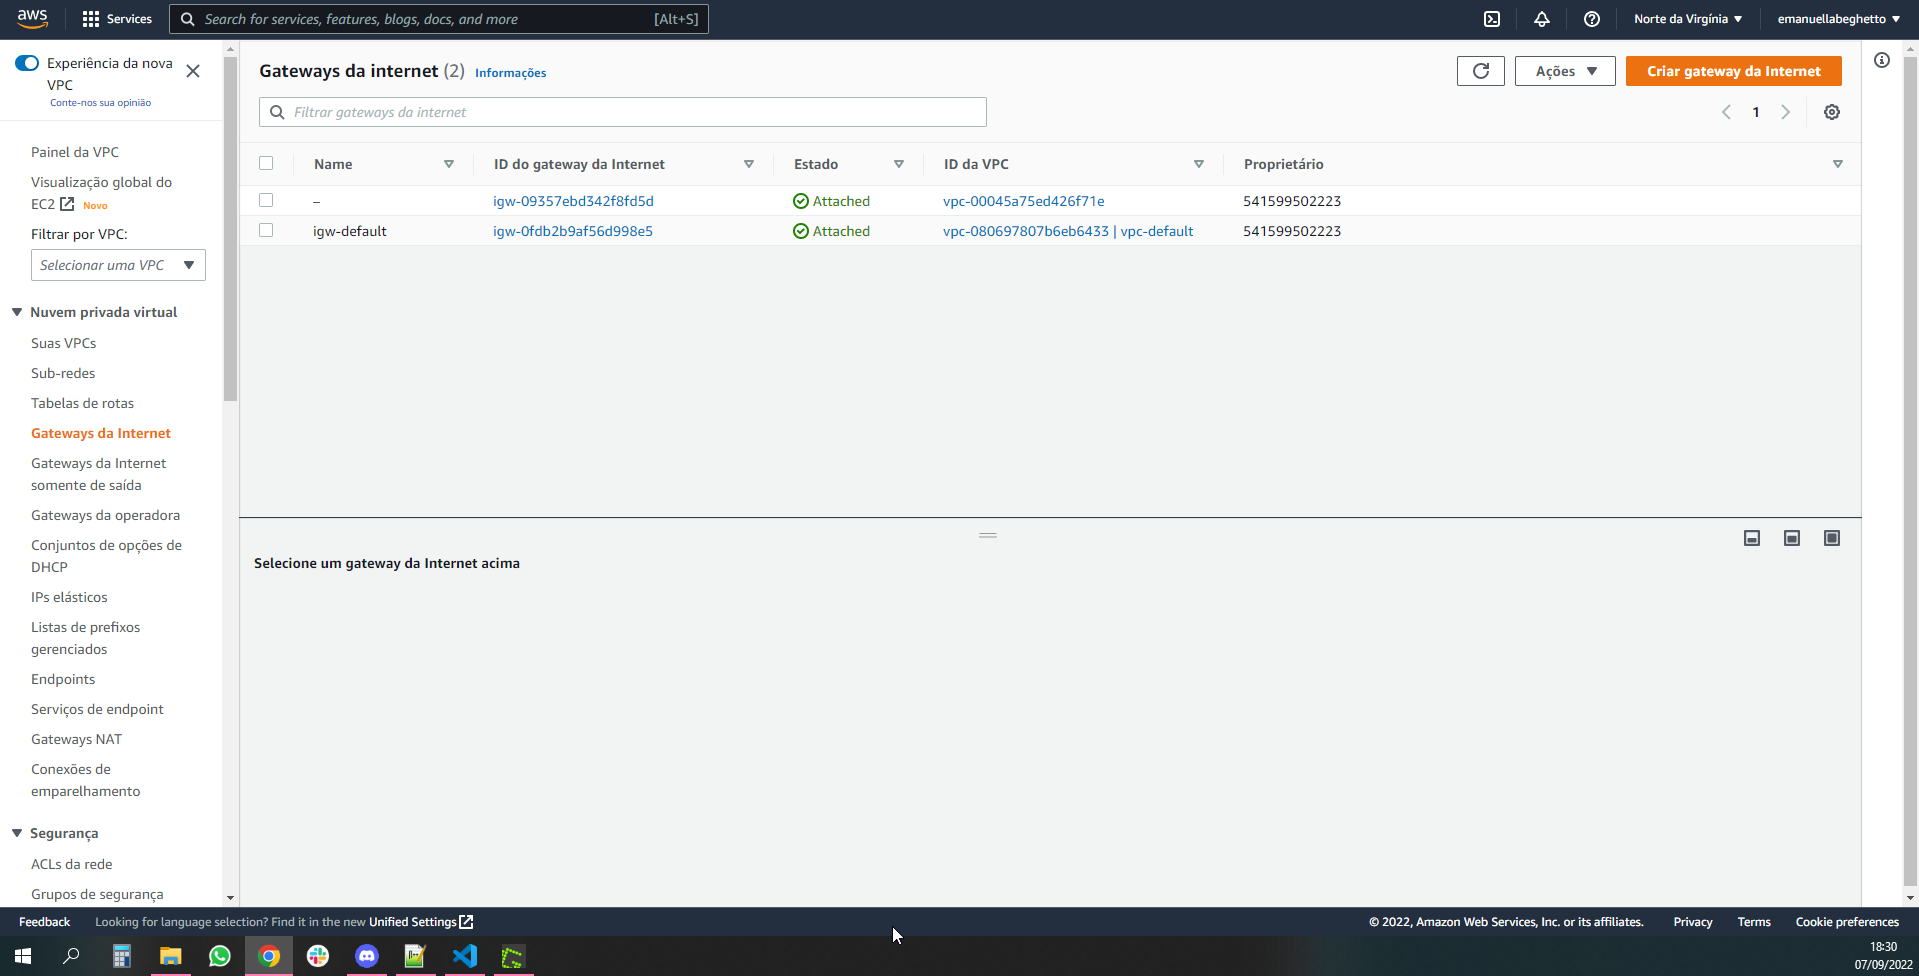 aws
Services
Search for services, features, blogs, docs, and more
[Alt+S]
Norte da Virgínia
emanuellabeghetto
Experiência da nova
VPC
Conte-nos sua opinião
Painel da VPC
Visualização global do
EC2 Novo
Filtrar por VPC:
Selecionar uma VPC
Nuvem privada virtual
Suas VPCs
Sub-redes
Tabelas de rotas
Gateways da Internet
Gateways da Internet
somente de saída
Gateways da operadora
Conjuntos de opções de
DHCP
IPs elásticos
Listas de prefixos
gerenciados
Endpoints
Serviços de endpoint
Gateways NAT
Conexões de
emparelhamento
Segurança
ACLs da rede
Grupos de segurança
Gateways da internet (2) Informações
Ações
Criar gateway da Internet
Filtrar gateways da internet
1
Name ID do gateway da Internet Estado ID da VPC Proprietário
– igw-09357ebd342f8fd5d Attached vpc-00045a75ed426f71e 541599502223
igw-default igw-0fdb2b9af56d998e5 Attached vpc-080697807b6eb6433 | vpc-default 541599502223
Selecione um gateway da Internet acima
Feedback
Looking for language selection? Find it in the new Unified Settings
© 2022, Amazon Web Services, Inc. or its affiliates.
Privacy
Terms
Cookie preferences
18:30
07/09/2022